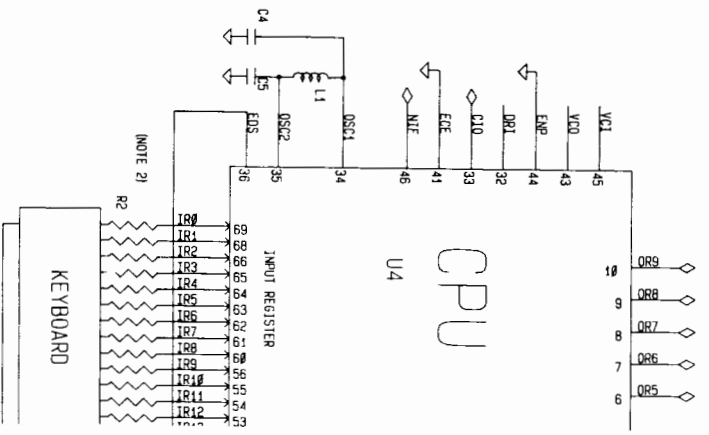 C4
C5
L1
EDS
OSC2
OSC1
NIF
ECE
CIO
DRI
ENP
VCO
VCI
36
35
34
46
41
33
32
44
43
45
(NOTE 2)
R2
KEYBOARD
INPUT REGISTER
U4
CPU
IR0 69
IR1 68
IR2 66
IR3 65
IR4 64
IR5 63
IR6 62
IR7 61
IR8 60
IR9 56
IR10 55
IR11 54
IR12 53
10 OR9
9 OR8
8 OR7
7 OR6
6 OR5